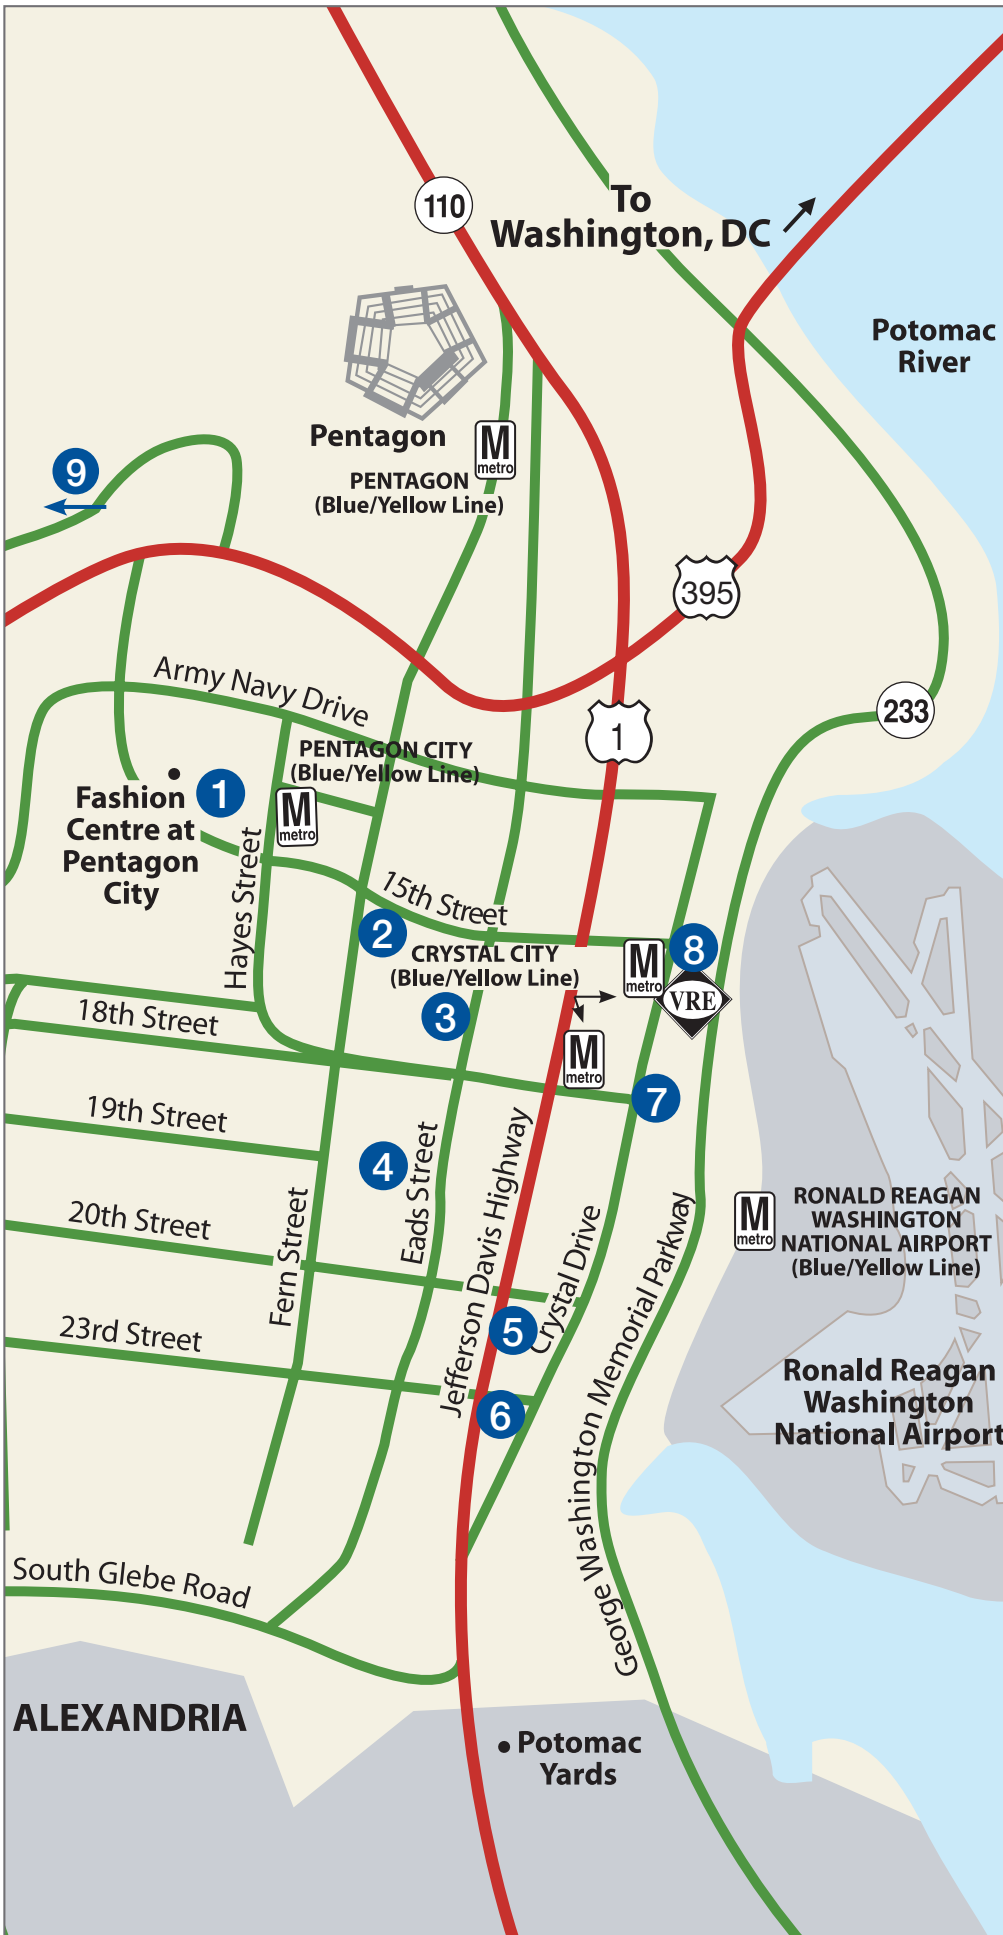 110
To
Washington, DC
Potomac
River
Pentagon
M
metro
PENTAGON
(Blue/Yellow Line)
9
395
Army Navy Drive
233
1
PENTAGON CITY
(Blue/Yellow Line)
Fashion
Centre at
Pentagon
City
1
M
metro
Hayes Street
15th Street
2
CRYSTAL CITY
(Blue/Yellow Line)
M
metro
8
VRE
3
18th Street
M
metro
7
19th Street
4
Eads Street
Jefferson Davis Highway
20th Street
Fern Street
Crystal Drive
George Washington Memorial Parkway
M
metro
RONALD REAGAN
WASHINGTON
NATIONAL AIRPORT
(Blue/Yellow Line)
23rd Street
5
6
Ronald Reagan
Washington
National Airport
South Glebe Road
ALEXANDRIA
Potomac
Yards